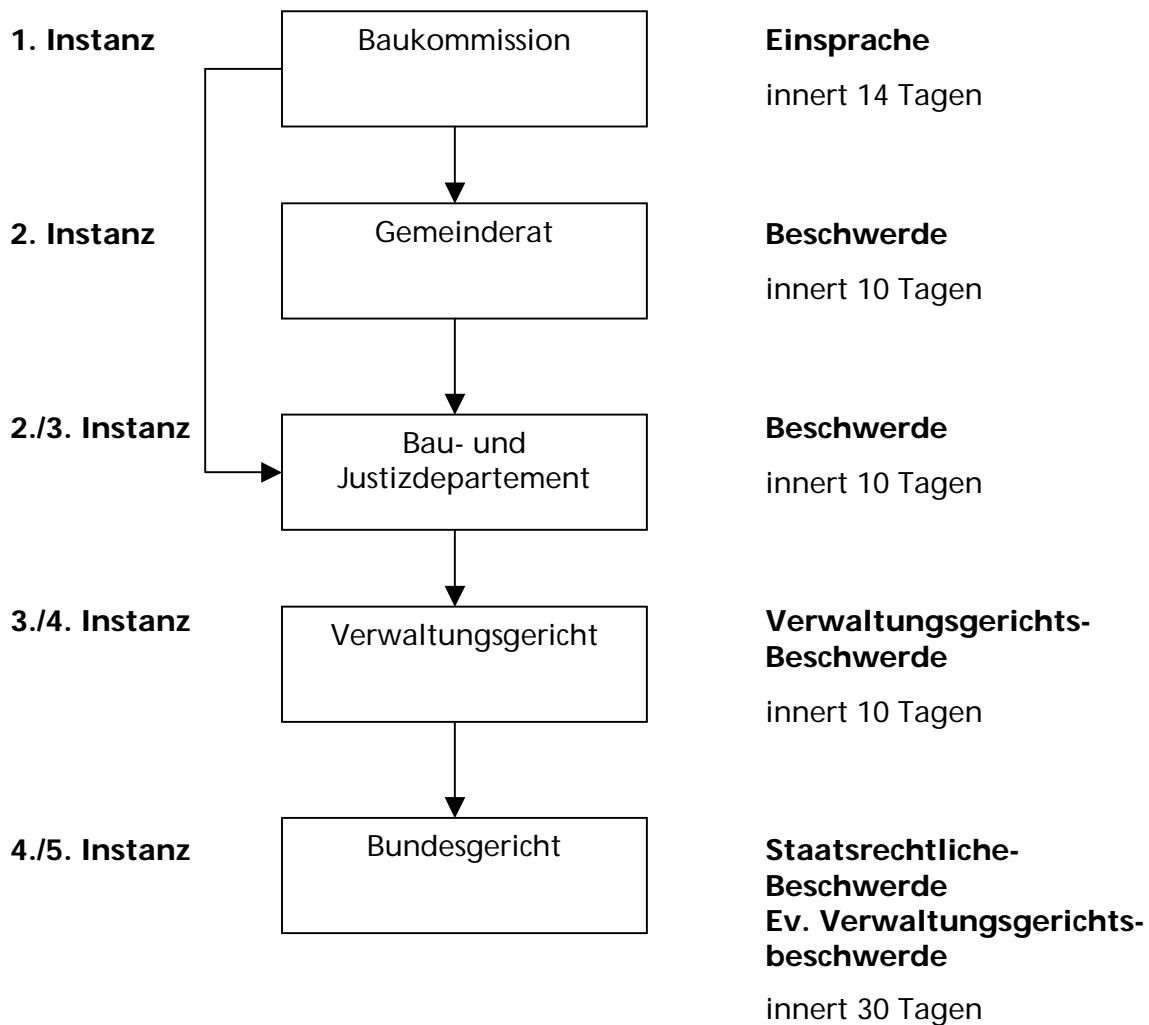 1. Instanz
Baukommission
Einsprache
innert 14 Tagen
2. Instanz
Gemeinderat
Beschwerde
innert 10 Tagen
2./3. Instanz
Bau- und
Justizdepartement
Beschwerde
innert 10 Tagen
3./4. Instanz
Verwaltungsgericht
Verwaltungsgerichts-
Beschwerde
innert 10 Tagen
4./5. Instanz
Bundesgericht
Staatsrechtliche-
Beschwerde
Ev. Verwaltungsgerichts-
beschwerde
innert 30 Tagen